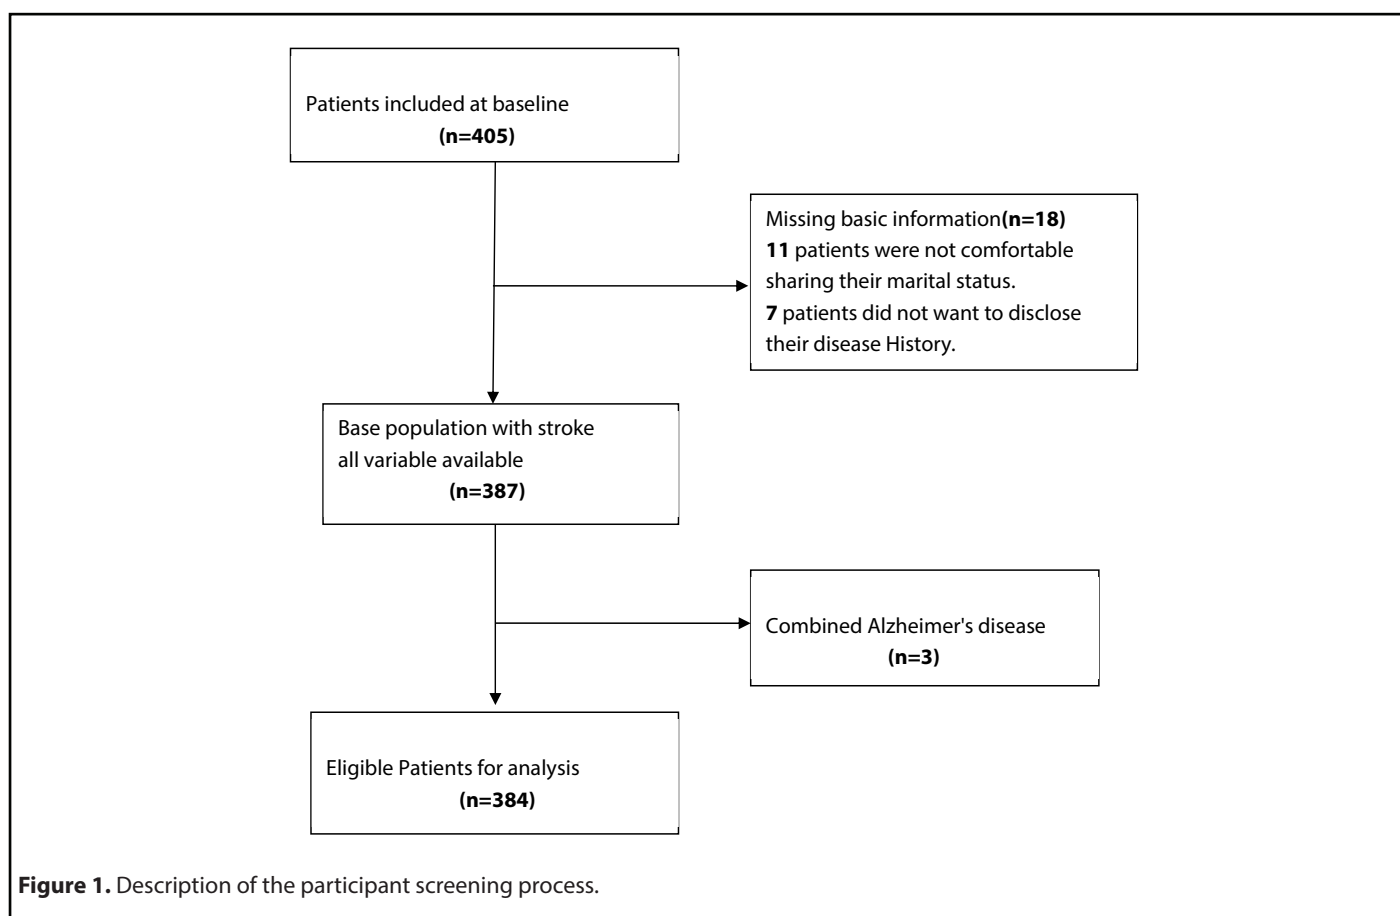 Patients included at baseline
(n=405)
Missing basic information(n=18)
11 patients were not comfortable
sharing their marital status.
7 patients did not want to disclose
their disease History.
Base population with stroke
all variable available
(n=387)
Combined Alzheimer's disease
(n=3)
Eligible Patients for analysis
(n=384)
Figure 1. Description of the participant screening process.